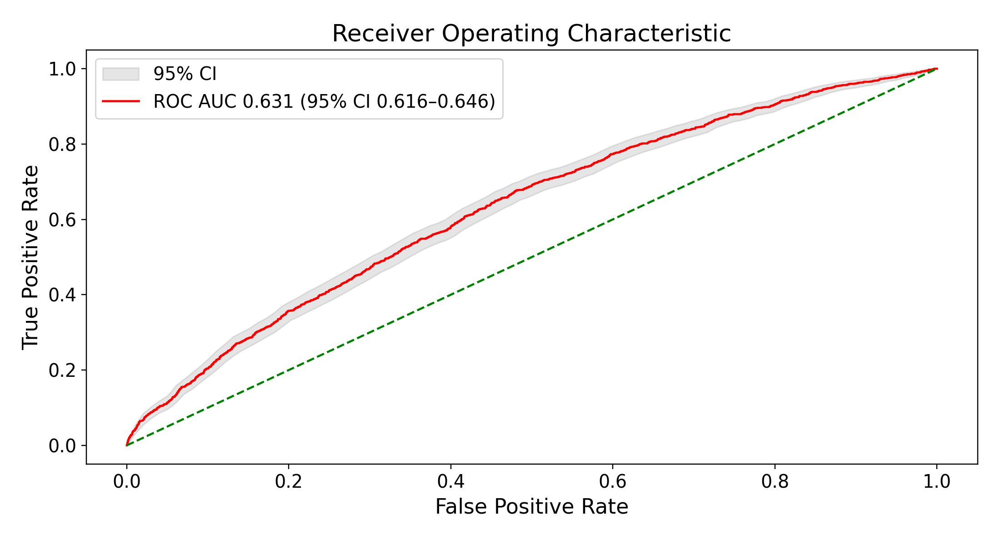 Receiver Operating Characteristic
95% CI
ROC AUC 0.631 (95% CI 0.616–0.646)
True Positive Rate
1.0
0.8
0.6
0.4
0.2
0.0
0.0 0.2 0.4 0.6 0.8 1.0
False Positive Rate